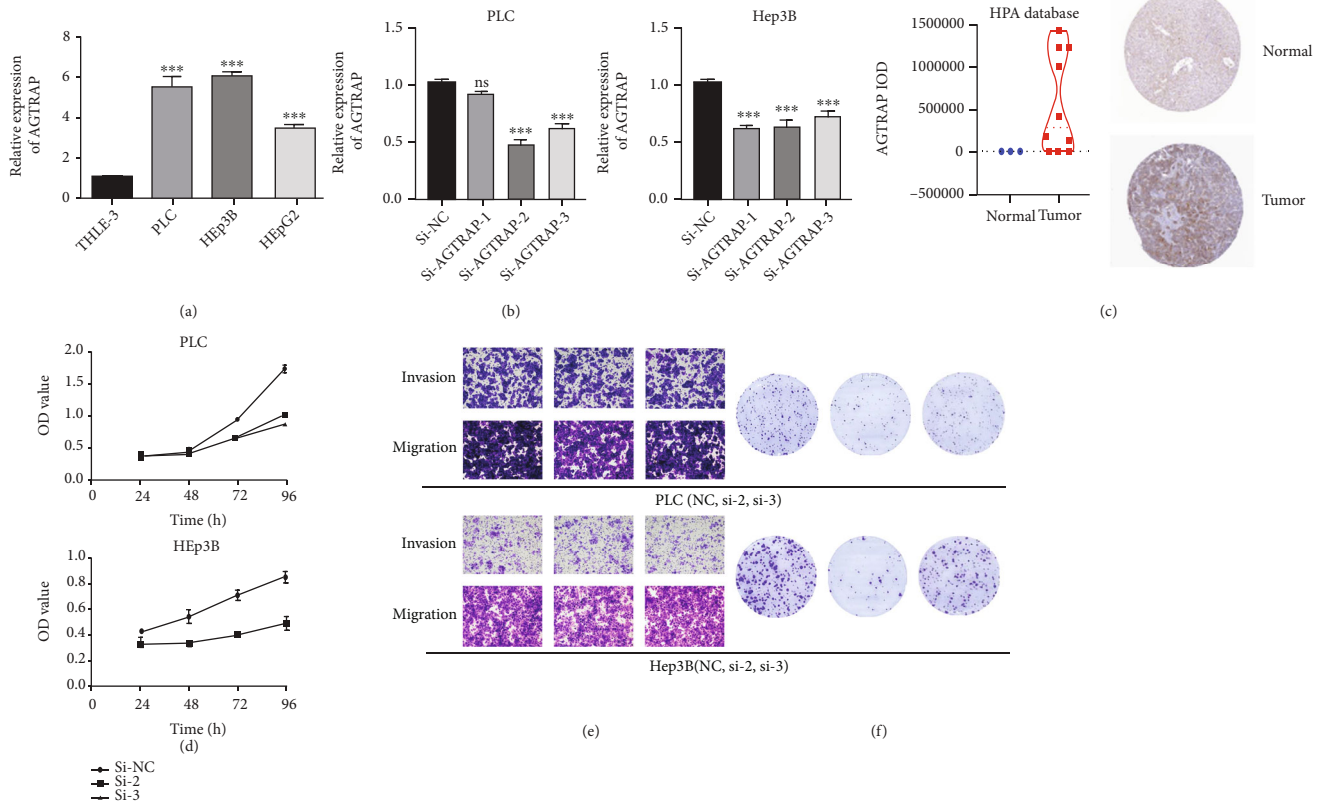 8
6
4
2
0
Relative expression
of AGTRAP
***
***
***
THLE-3
PLC
HEp3B
HEpG2
(a)
PLC
1.5
1.0
0.5
0.0
Relative expression
of AGTRAP
ns
***
***
Si-NC
Si-AGTRAP-1
Si-AGTRAP-2
Si-AGTRAP-3
Hep3B
1.5
1.0
0.5
0.0
Relative expression
of AGTRAP
***
***
***
Si-NC
Si-AGTRAP-1
Si-AGTRAP-2
Si-AGTRAP-3
(b)
HPA database
1500000
1000000
500000
0
−500000
AGTRAP IOD
Normal
Tumor
Normal
Tumor
(c)
PLC
2.0
1.5
1.0
0.5
0.0
OD value
0
24
48
72
96
Time (h)
HEp3B
1.0
0.8
0.6
0.4
0.2
0.0
OD value
0
24
48
72
96
Time (h)
(d)
Si-NC
Si-2
Si-3
Invasion
Migration
PLC (NC, si-2, si-3)
Invasion
Migration
Hep3B(NC, si-2, si-3)
(e)
(f)